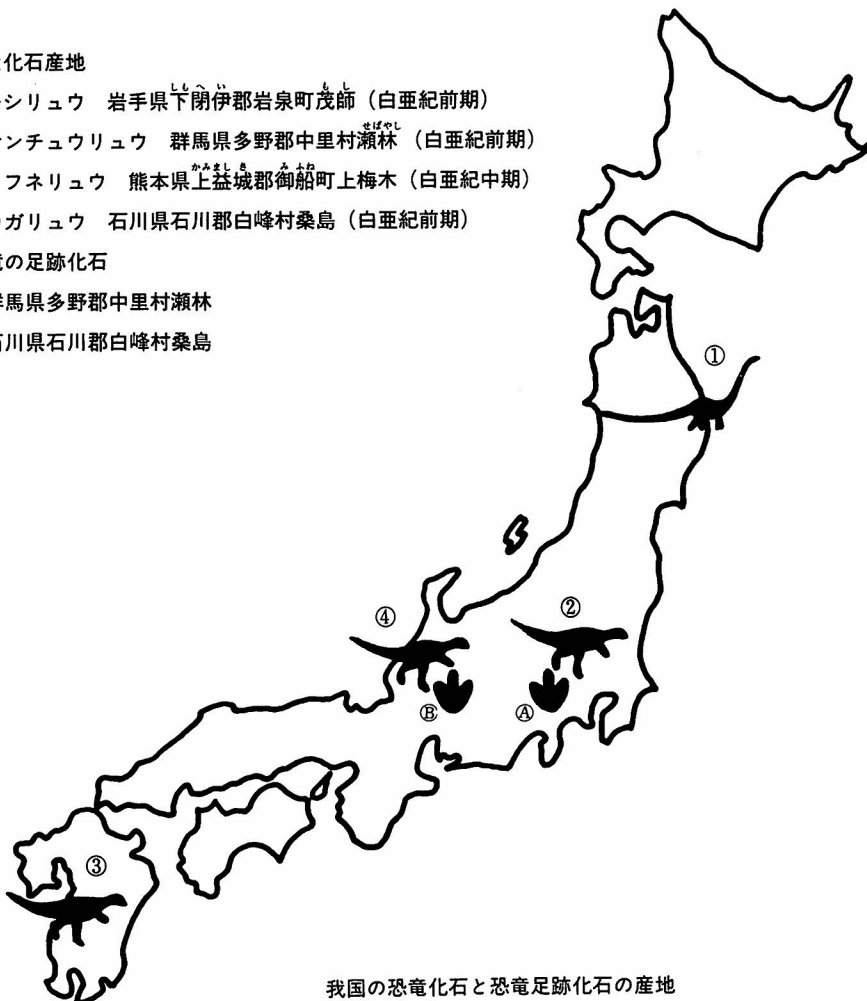 化石産地
シリュウ 岩手県下閉伊郡岩泉町茂師(白亜紀前期)
ンチュウリュウ 群馬県多野郡中里村瀬林(白亜紀前期)
フネリュウ 熊本県上益城郡御船町上梅木(白亜紀中期)
ガリュウ 石川県石川郡白峰村桑島(白亜紀前期)
の足跡化石
群馬県多野郡中里村瀬林
石川県石川郡白峰村桑島
①
②
④
Ⓑ
Ⓐ
③
我国の恐竜化石と恐竜足跡化石の産地